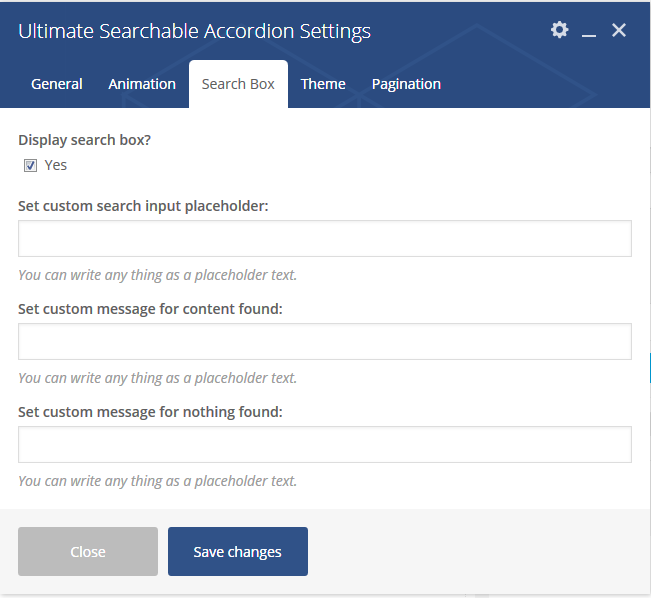 Ultimate Searchable Accordion Settings
General Animation Search Box Theme Pagination
Display search box?
Yes
Set custom search input placeholder:
You can write any thing as a placeholder text.
Set custom message for content found:
You can write any thing as a placeholder text.
Set custom message for nothing found:
You can write any thing as a placeholder text.
Close Save changes